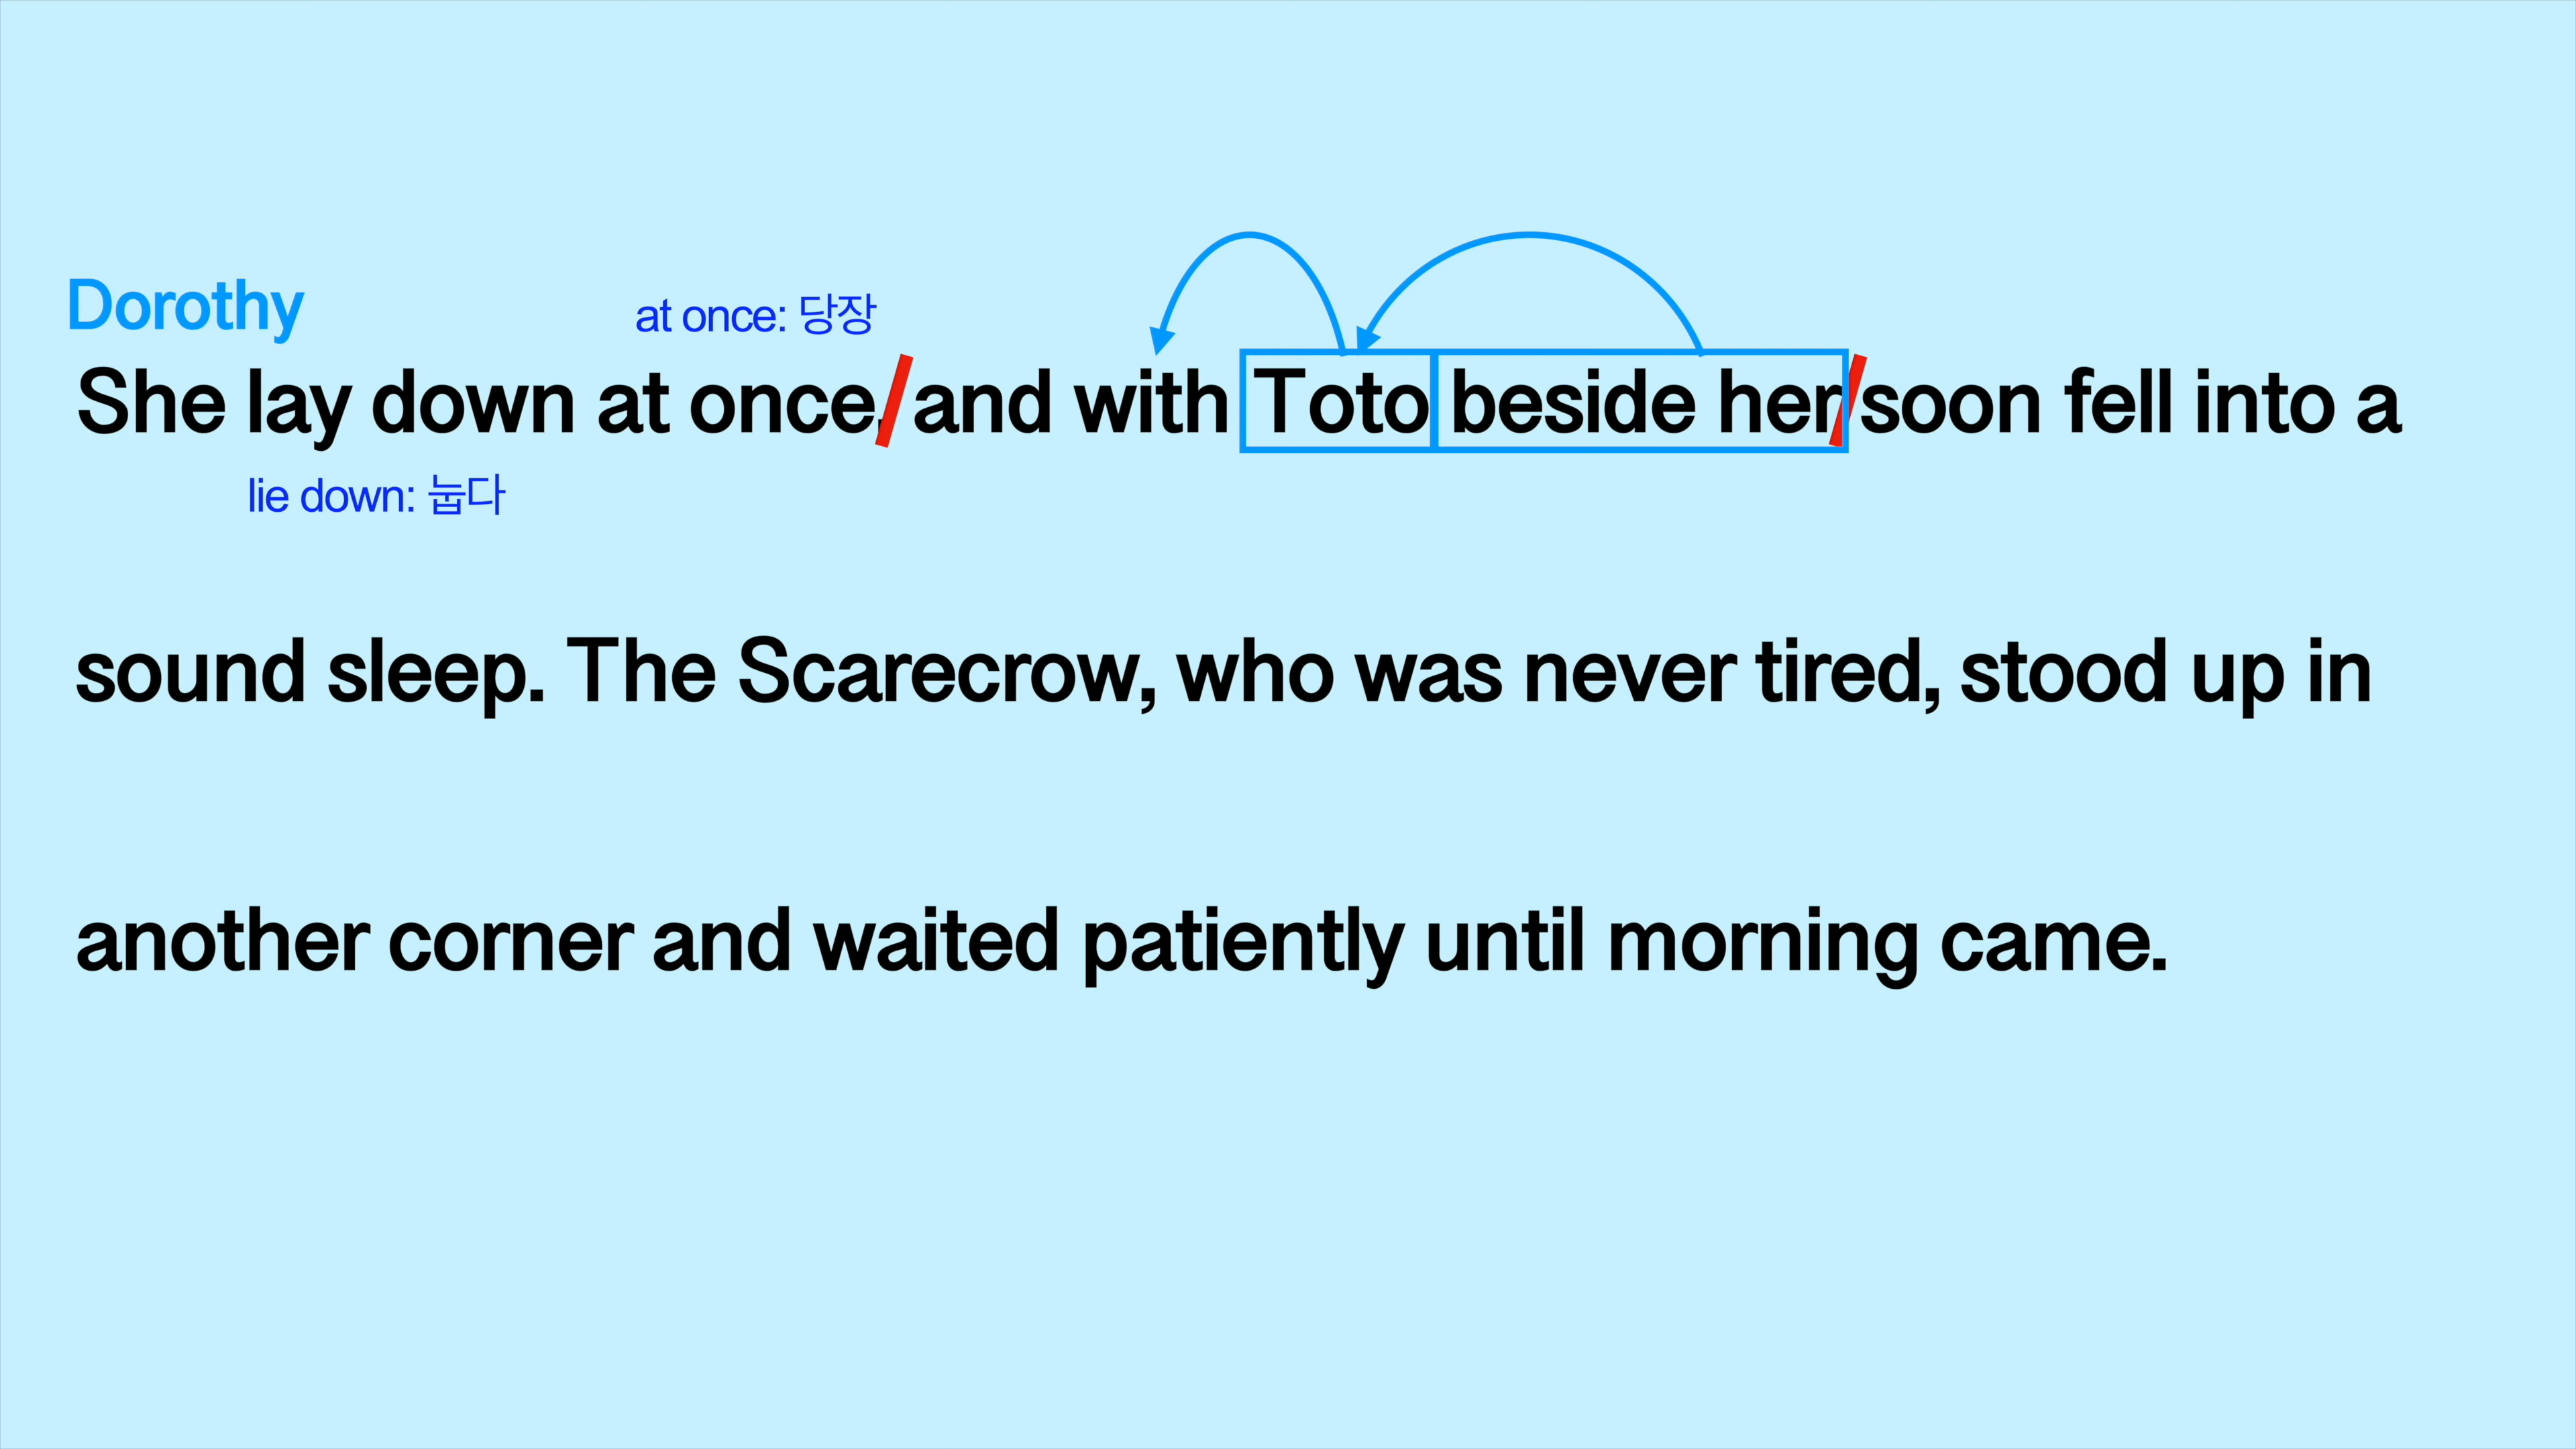 Dorothy
at once: 당장
She lay down at once, and with Toto beside her soon fell into a
lie down: 눕다
sound sleep. The Scarecrow, who was never tired, stood up in
another corner and waited patiently until morning came.